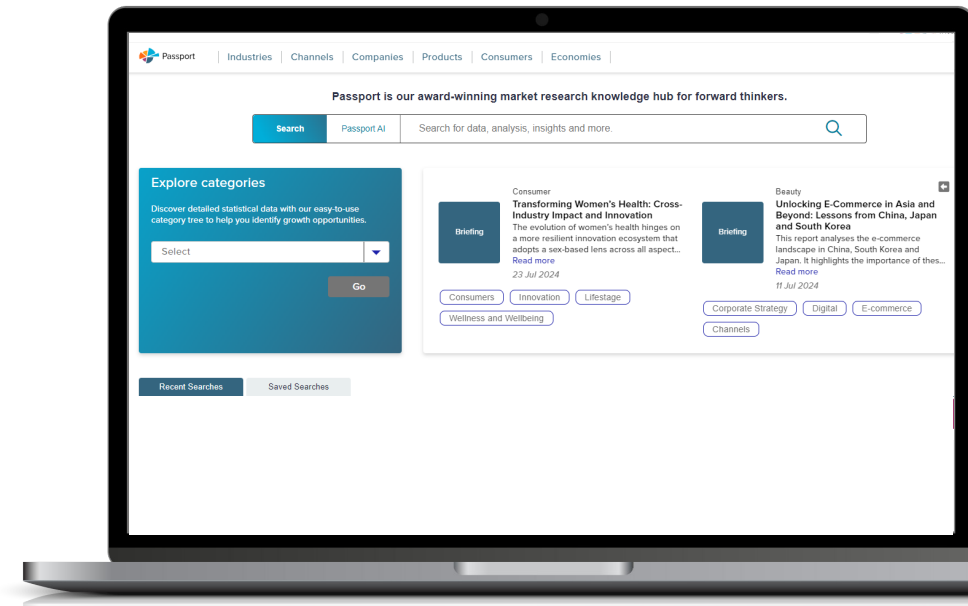 Passport
Industries
Channels
Companies
Products
Consumers
Economies
Passport is our award-winning market research knowledge hub for forward thinkers.
Search
Passport AI
Search for data, analysis, insights and more.
Explore categories
Discover detailed statistical data with our easy-to-use
category tree to help you identify growth opportunities.
Select
Go
Briefing
Consumer
Transforming Women's Health: Cross-
Industry Impact and Innovation
The evolution of women's health hinges on
a more resilient innovation ecosystem that
adopts a sex-based lens across all aspect...
Read more
23 Jul 2024
Consumers
Innovation
Lifestage
Wellness and Wellbeing
Briefing
Beauty
Unlocking E-Commerce in Asia and
Beyond: Lessons from China, Japan
and South Korea
This report analyses the e-commerce
landscape in China, South Korea and
Japan. It highlights the importance of thes...
Read more
11 Jul 2024
Corporate Strategy
Digital
E-commerce
Channels
Recent Searches
Saved Searches